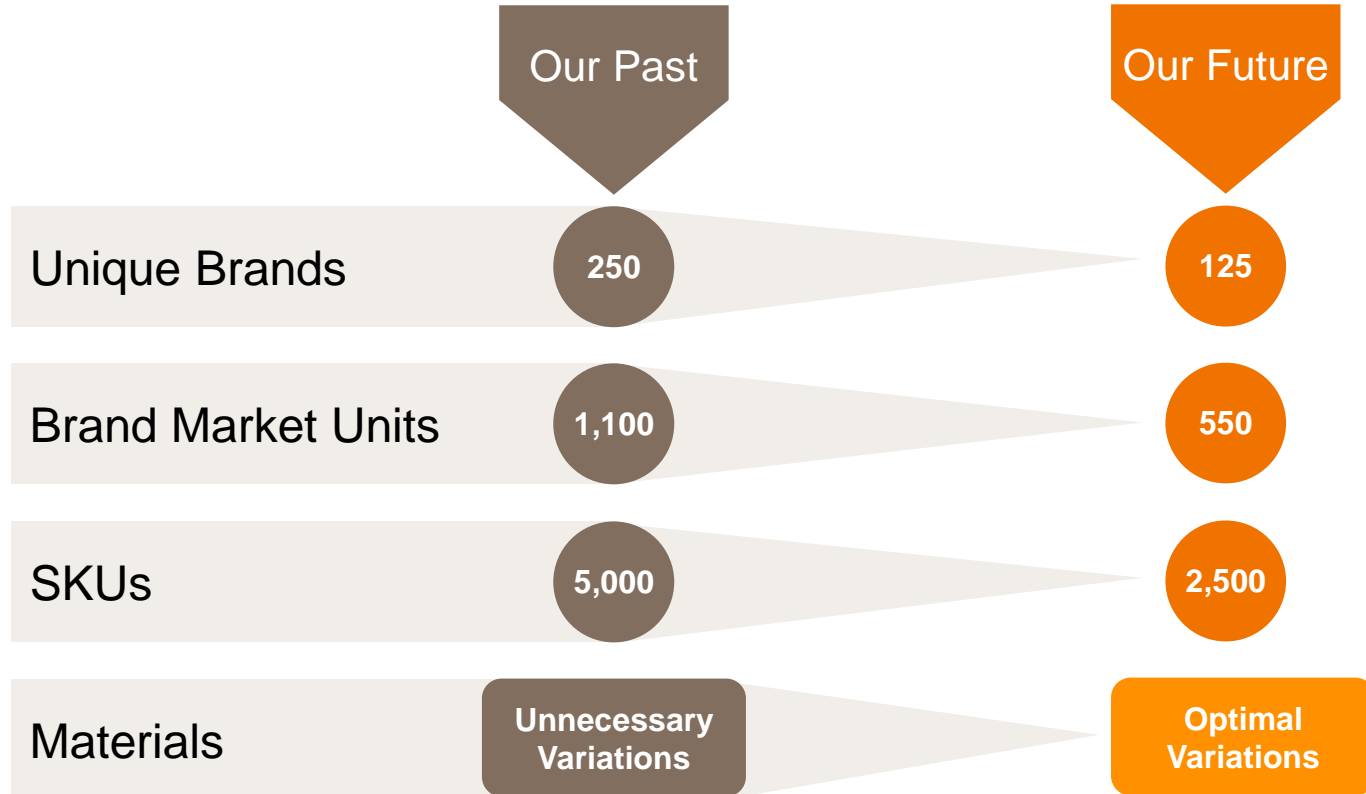 Our Past
Our Future
Unique Brands
250
125
Brand Market Units
1,100
550
SKUs
5,000
2,500
Materials
Unnecessary
Variations
Optimal
Variations